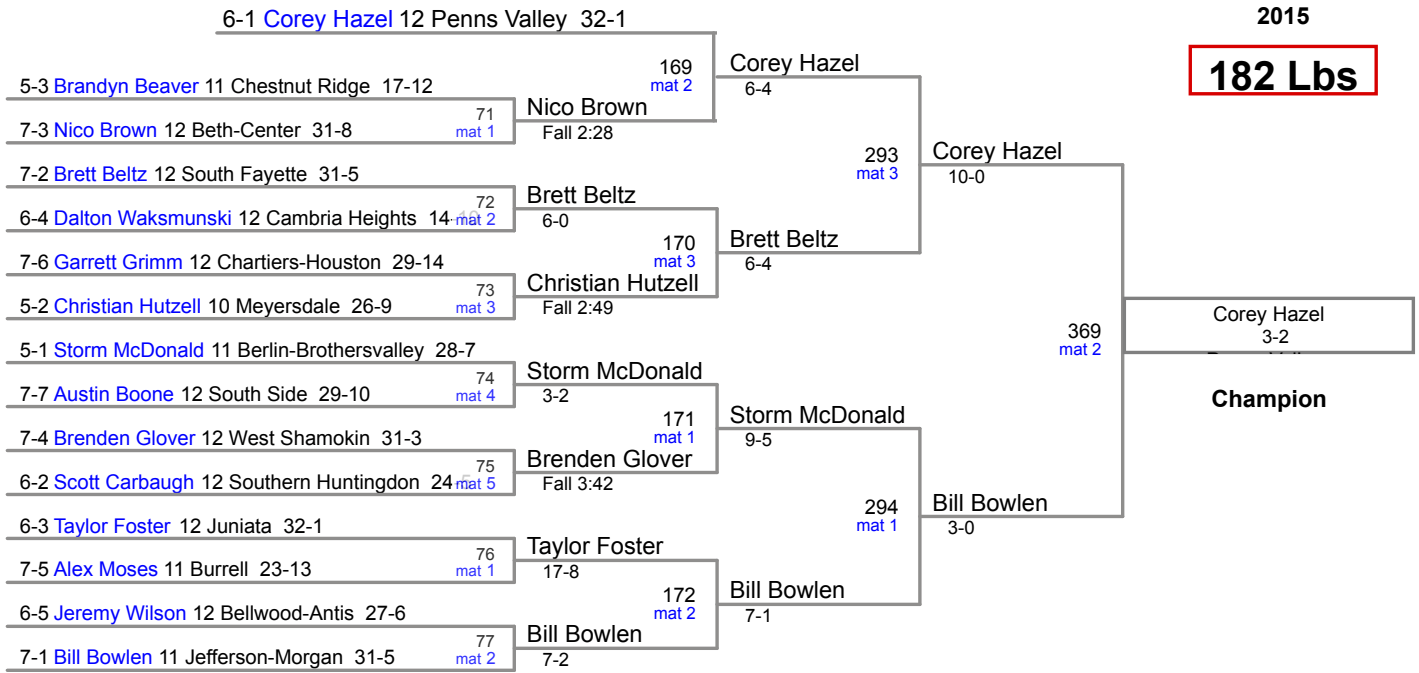 6-1 Corey Hazel 12 Penns Valley 32-1
2015
182 Lbs
5-3 Brandyn Beaver 11 Chestnut Ridge 17-12
7-3 Nico Brown 12 Beth-Center 31-8
71
mat 1
Nico Brown
Fall 2:28
169
mat 2
Corey Hazel
6-4
7-2 Brett Beltz 12 South Fayette 31-5
6-4 Dalton Waksmunski 12 Cambria Heights 14-
72
mat 2
Brett Beltz
6-0
7-6 Garrett Grimm 12 Chartiers-Houston 29-14
5-2 Christian Hutzell 10 Meyersdale 26-9
73
mat 3
Christian Hutzell
Fall 2:49
170
mat 3
Brett Beltz
6-4
293
mat 3
Corey Hazel
10-0
5-1 Storm McDonald 11 Berlin-Brothersvalley 28-7
7-7 Austin Boone 12 South Side 29-10
74
mat 4
Storm McDonald
3-2
7-4 Brenden Glover 12 West Shamokin 31-3
6-2 Scott Carbaugh 12 Southern Huntingdon 24-
75
mat 5
Brenden Glover
Fall 3:42
171
mat 1
Storm McDonald
9-5
6-3 Taylor Foster 12 Juniata 32-1
7-5 Alex Moses 11 Burrell 23-13
76
mat 1
Taylor Foster
17-8
6-5 Jeremy Wilson 12 Bellwood-Antis 27-6
7-1 Bill Bowlen 11 Jefferson-Morgan 31-5
77
mat 2
Bill Bowlen
7-2
172
mat 2
Bill Bowlen
7-1
294
mat 1
Bill Bowlen
3-0
369
mat 2
Corey Hazel
3-2
Champion